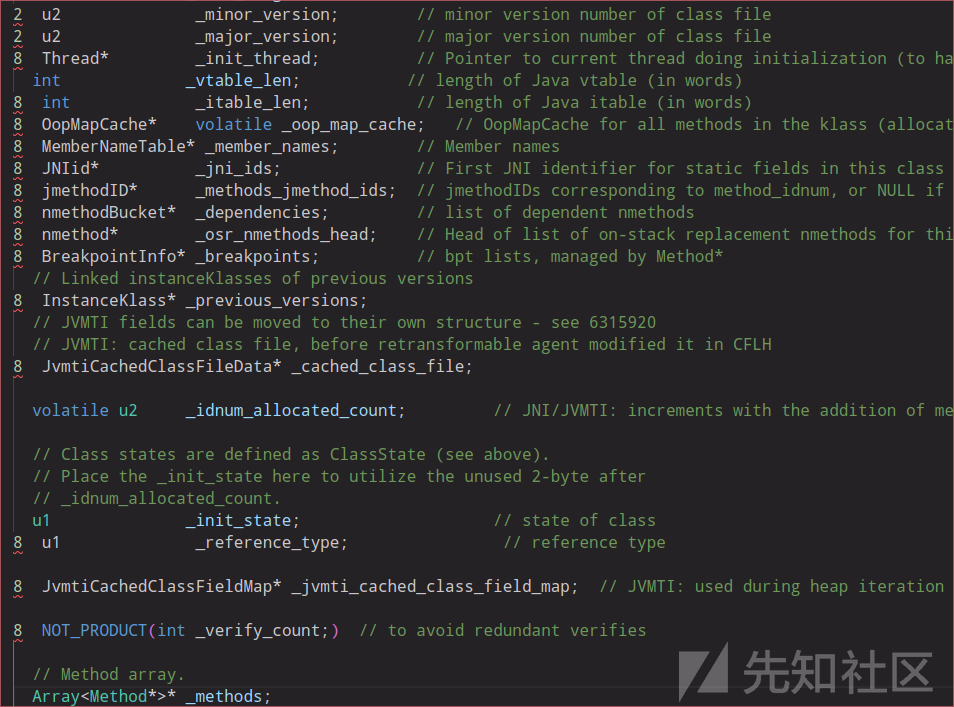 2 u2 _minor_version; // minor version number of class file
2 u2 _major_version; // major version number of class file
8 Thread* _init_thread; // Pointer to current thread doing initialization (to ha
int _vtable_len; // length of Java vtable (in words)
8 int _itable_len; // length of Java itable (in words)
8 OopMapCache* volatile _oop_map_cache; // OopMapCache for all methods in the klass (allocat
8 MemberNameTable* _member_names; // Member names
8 JNIid* _jni_ids; // First JNI identifier for static fields in this class
8 jmethodID* _methods_jmethod_ids; // jmethodIDs corresponding to method_idnum, or NULL if
8 nmethodBucket* _dependencies; // list of dependent nmethods
8 nmethod* _osr_nmethods_head; // Head of list of on-stack replacement nmethods for thi
8 BreakpointInfo* _breakpoints; // bpt lists, managed by Method*
// Linked instanceKlasses of previous versions
8 InstanceKlass* _previous_versions;
// JVMTI fields can be moved to their own structure - see 6315920
// JVMTI: cached class file, before retransformable agent modified it in CFLH
8 JvmtiCachedClassFileData* _cached_class_file;
volatile u2 _idnum_allocated_count; // JNI/JVMTI: increments with the addition of me
// Class states are defined as ClassState (see above).
// Place the _init_state here to utilize the unused 2-byte after
// _idnum_allocated_count.
u1 _init_state; // state of class
8 u1 _reference_type; // reference type
8 JvmtiCachedClassFieldMap* _jvmti_cached_class_field_map; // JVMTI: used during heap iteration
8 NOT_PRODUCT(int _verify_count;) // to avoid redundant verifies
// Method array.
Array<Method*>* _methods;
先知社区